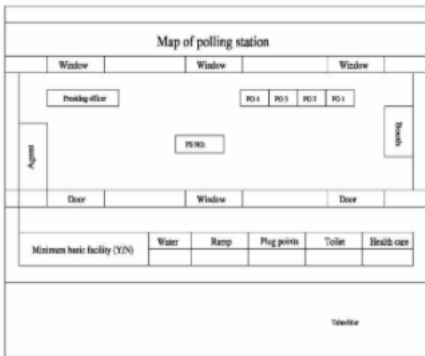 Map of polling station
Window Window Window
Presiding officer PO 4 PO 3 PO 2 PO 1
Agent
Booth
PS NO:
Door Window Door
Minimum basic facility (Y/N) Water Ramp Plug points Toilet Health care